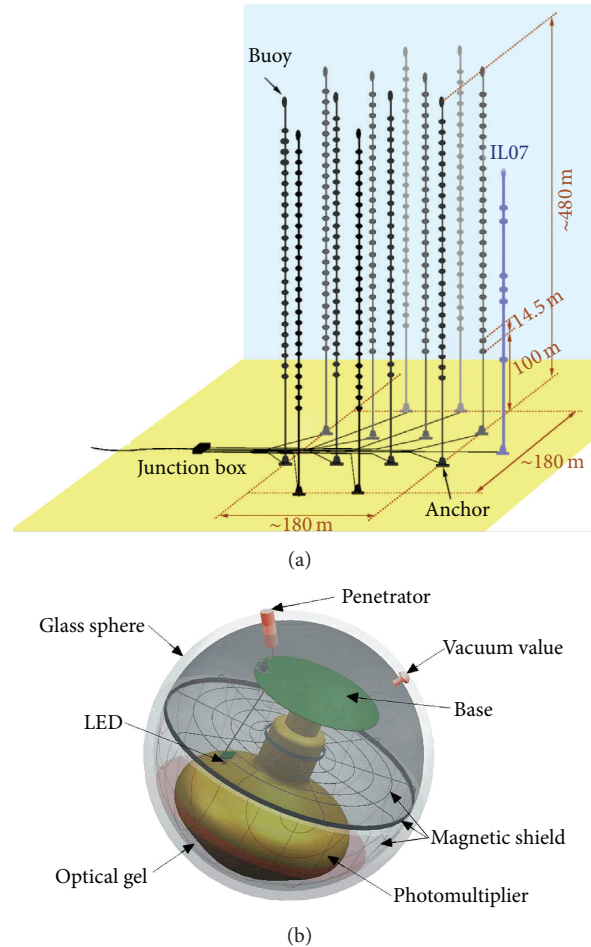 Buoy
IL07
~480 m
14.5 m
100 m
Junction box
~180 m
Anchor
~180 m
(a)
Penetrator
Glass sphere
Vacuum value
LED
Base
Magnetic shield
Optical gel
Photomultiplier
(b)